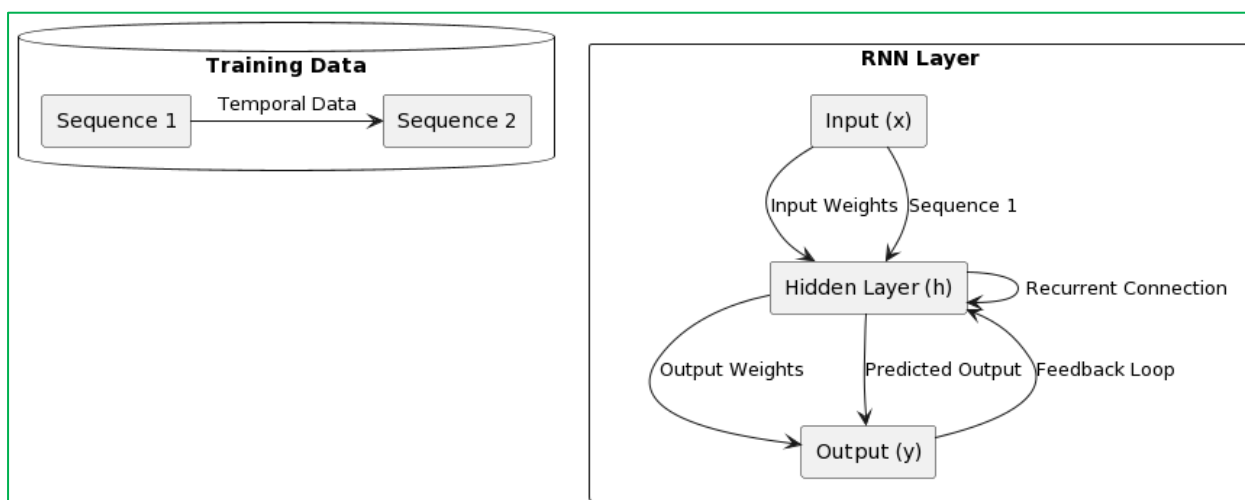 Training Data
Sequence 1
Temporal Data
Sequence 2
RNN Layer
Input (x)
Input Weights
Sequence 1
Hidden Layer (h)
Recurrent Connection
Output Weights
Predicted Output
Feedback Loop
Output (y)